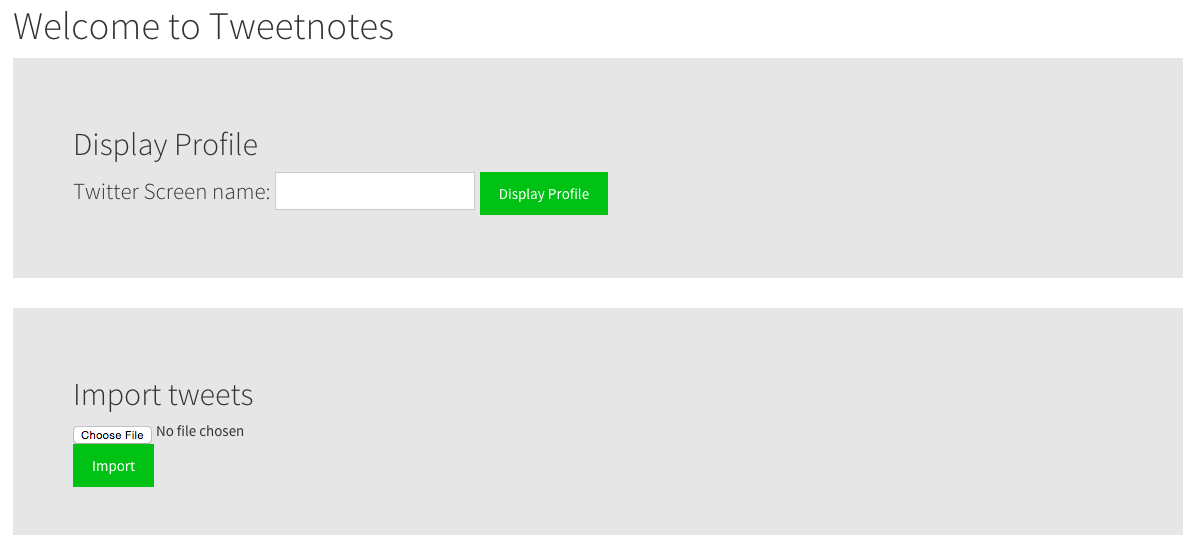 Welcome to Tweetnotes
Display Profile
Twitter Screen name: Display Profile
Import tweets
Choose File No file chosen
Import